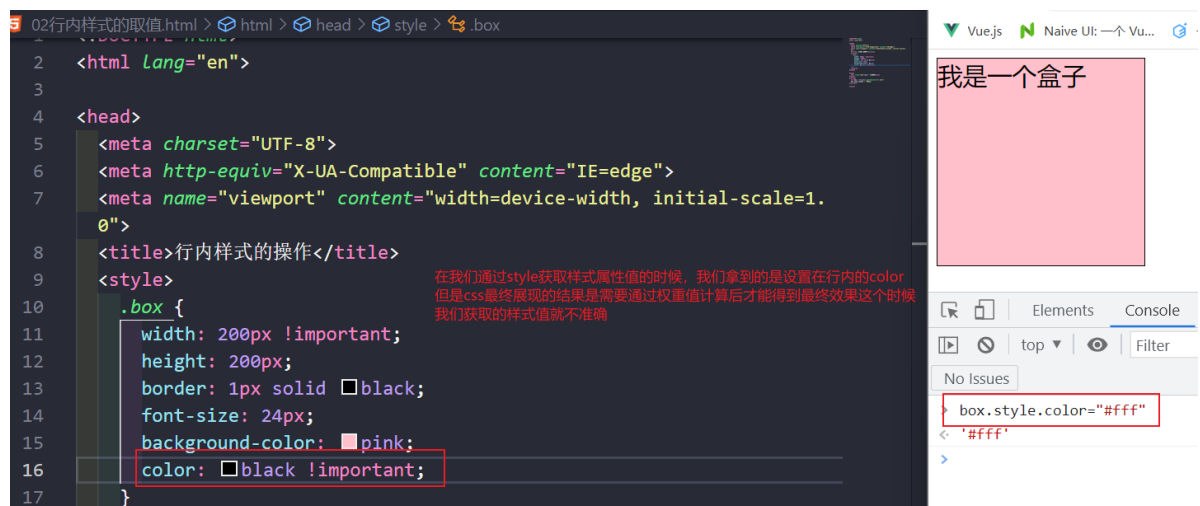 02行内样式的取值.html > html > head > style > .box
1 <!DOCTYPE html>
2 <html lang="en">
3
4 <head>
5 <meta charset="UTF-8">
6 <meta http-equiv="X-UA-Compatible" content="IE=edge">
7 <meta name="viewport" content="width=device-width, initial-scale=1.
0">
8 <title>行内样式的操作</title>
9 <style>
10 .box {
11 width: 200px !important;
12 height: 200px;
13 border: 1px solid black;
14 font-size: 24px;
15 background-color: pink;
16 color: black !important;
17 }
在我们通过style获取样式属性值的时候，我们拿到的是设置在行内的color
但是css最终展现的结果是需要通过权重值计算后才能得到最终效果这个时候
我们获取的样式值就不准确
Vue.js Naive UI: 一个 Vu...
我是一个盒子
Elements Console
top ▼ Filter
No Issues
> box.style.color="#fff"
<· '#fff'
>